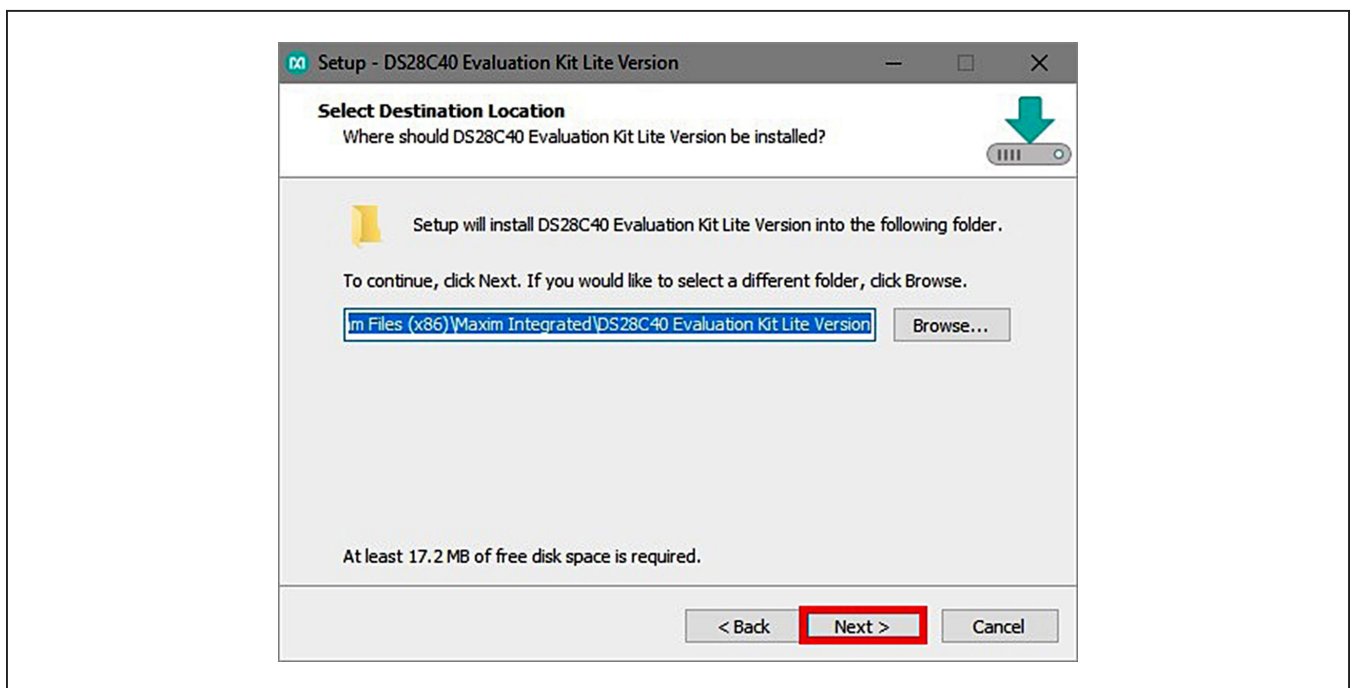 Setup - DS28C40 Evaluation Kit Lite Version
Select Destination Location
Where should DS28C40 Evaluation Kit Lite Version be installed?
Setup will install DS28C40 Evaluation Kit Lite Version into the following folder.
To continue, click Next. If you would like to select a different folder, click Browse.
m Files (x86)\Maxim Integrated\DS28C40 Evaluation Kit Lite Version Browse...
At least 17.2 MB of free disk space is required.
< Back Next > Cancel